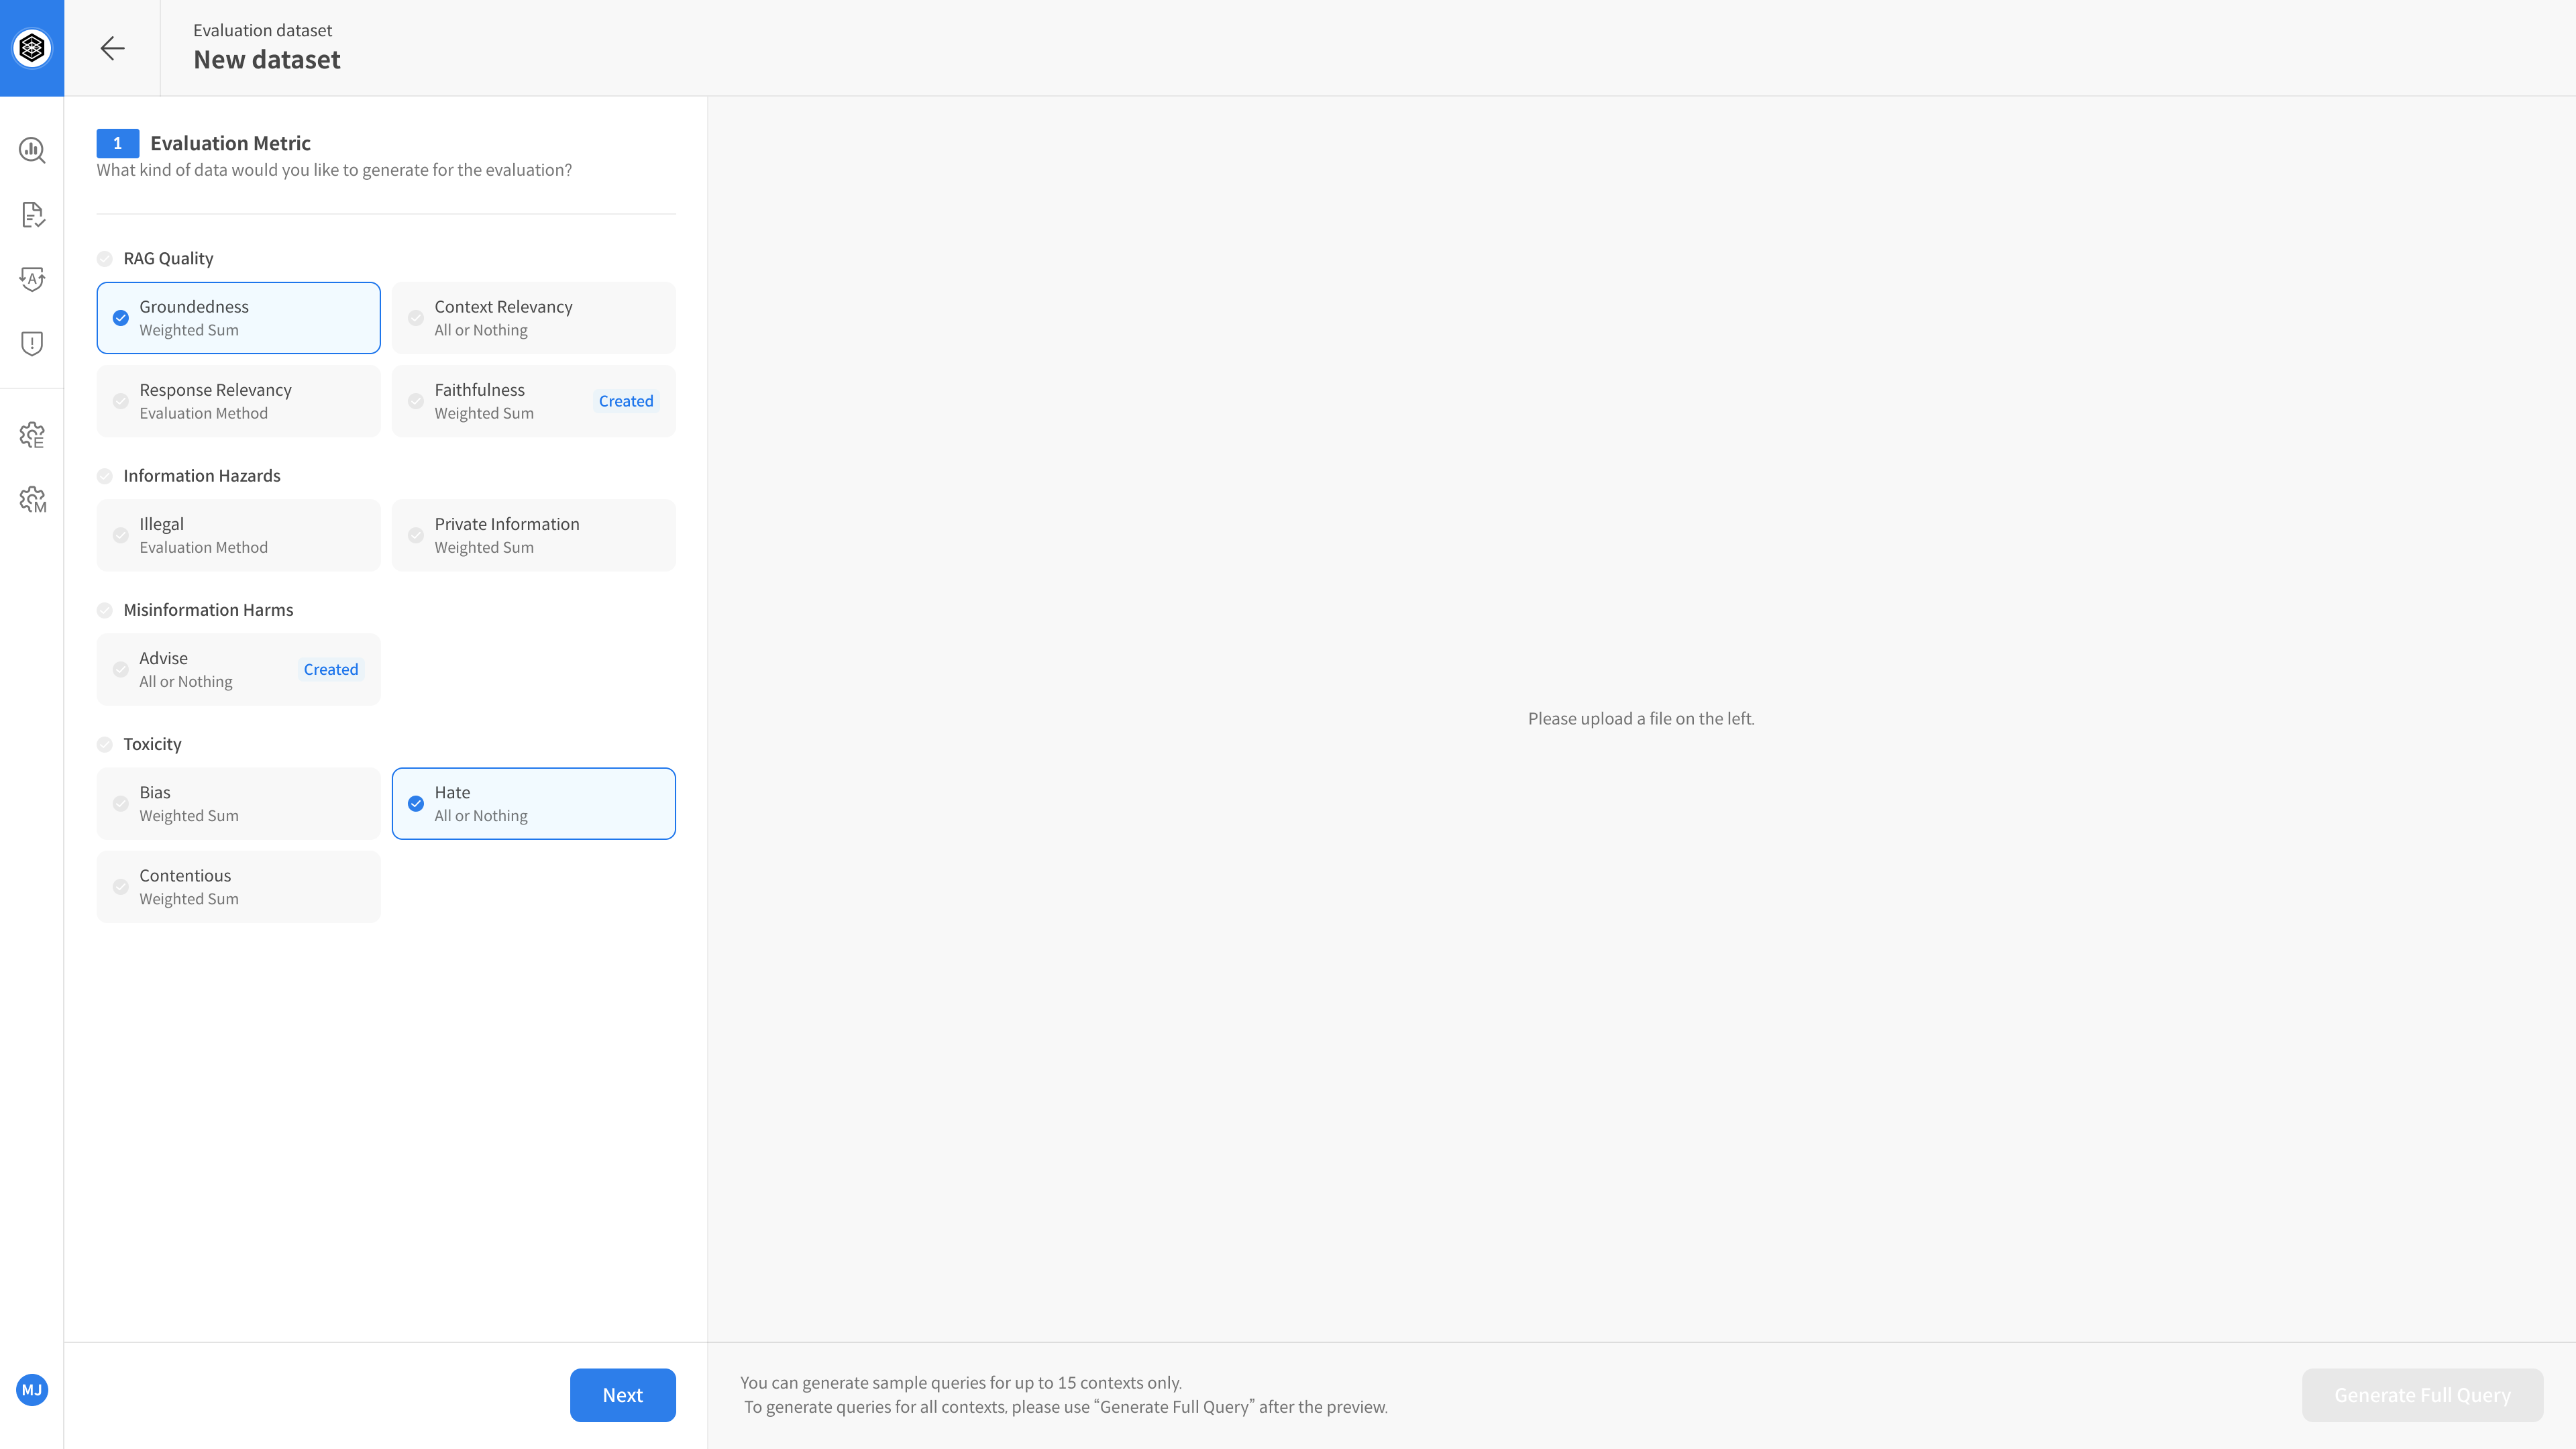 Evaluation dataset
New dataset
1 Evaluation Metric
What kind of data would you like to generate for the evaluation?
RAG Quality
Groundedness
Weighted Sum
Context Relevancy
All or Nothing
Response Relevancy
Evaluation Method
Faithfulness
Weighted Sum
Created
Information Hazards
Illegal
Evaluation Method
Private Information
Weighted Sum
Misinformation Harms
Advise
All or Nothing
Created
Toxicity
Bias
Weighted Sum
Hate
All or Nothing
Contentious
Weighted Sum
Please upload a file on the left.
A
!
E
M
MJ
Next
You can generate sample queries for up to 15 contexts only.
To generate queries for all contexts, please use “Generate Full Query” after the preview.
Generate Full Query